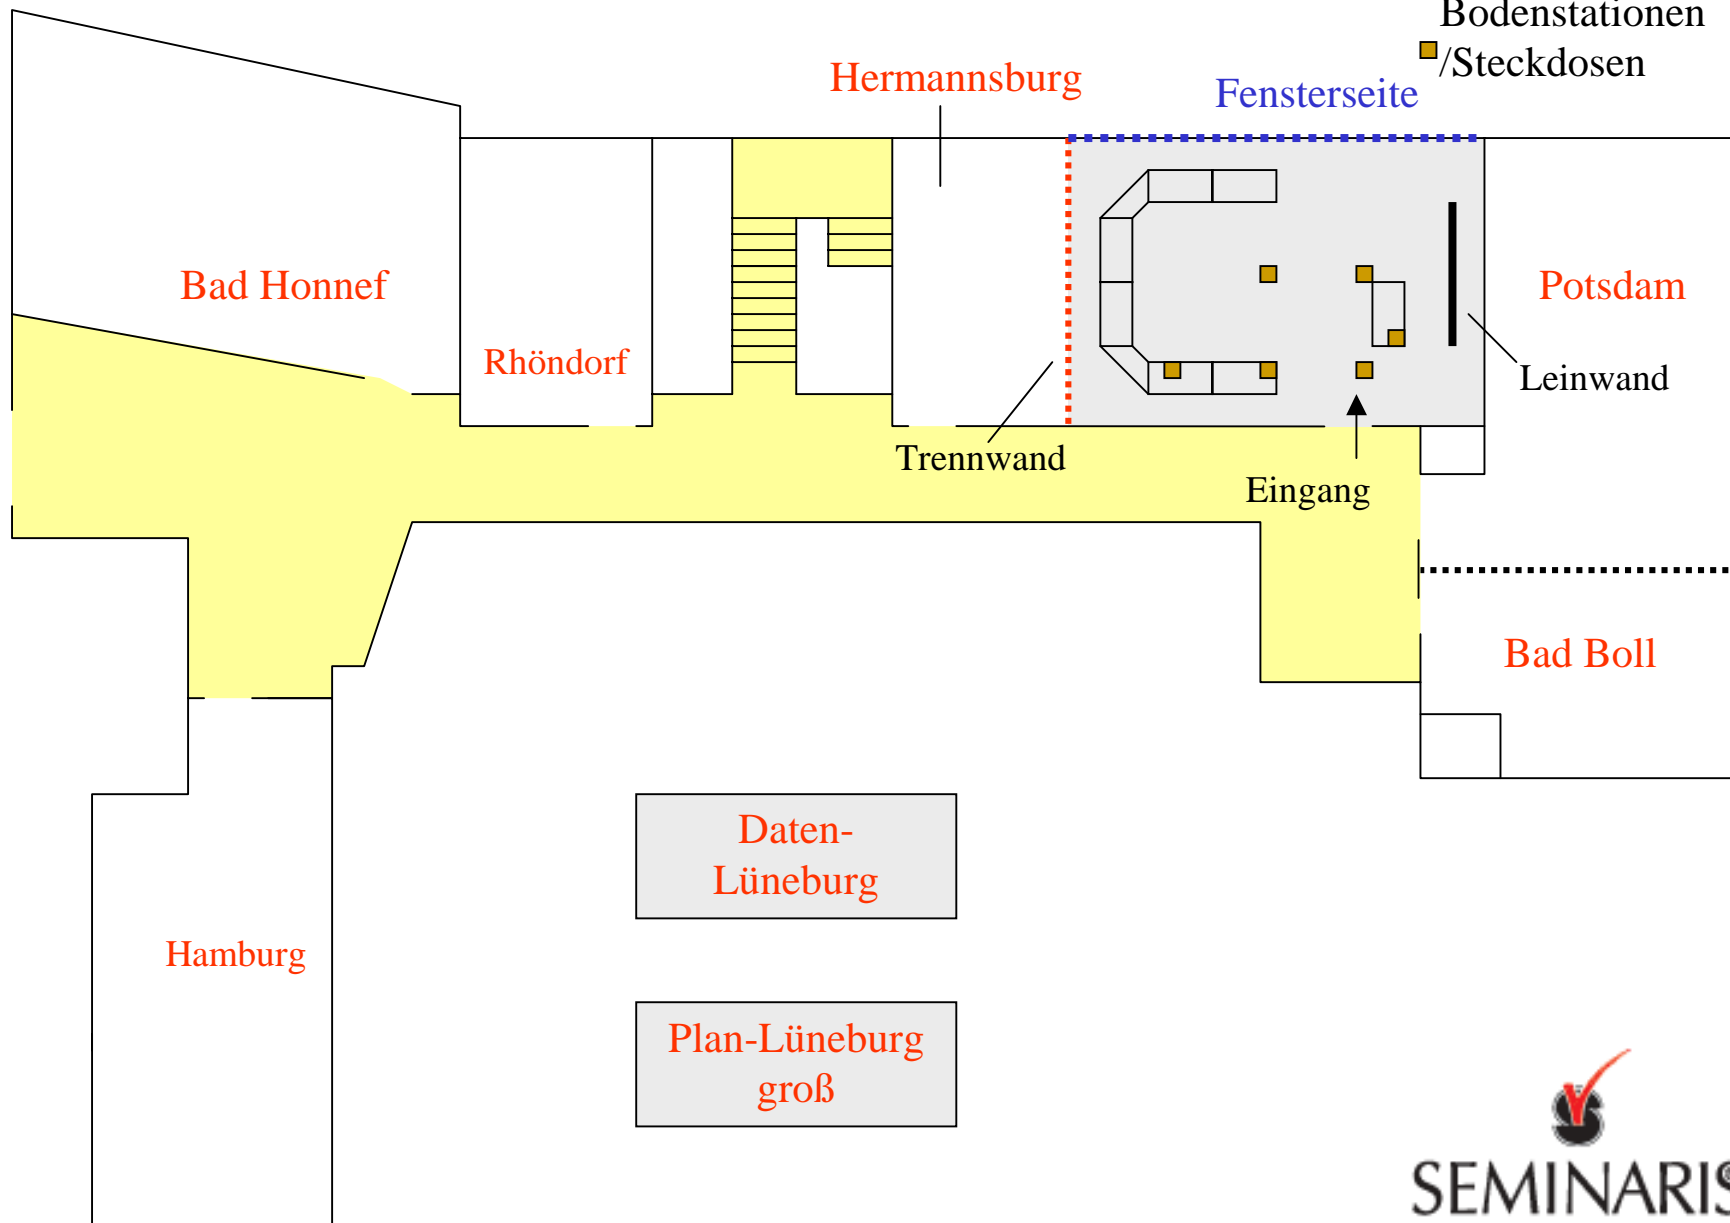 Bodenstationen
/Steckdosen
Hermannsburg
Fensterseite
Bad Honnef
Potsdam
Rhöndorf
Leinwand
Trennwand
Eingang
Bad Boll
Daten-
Lüneburg
Hamburg
Plan-Lüneburg
groß
SEMINARIS